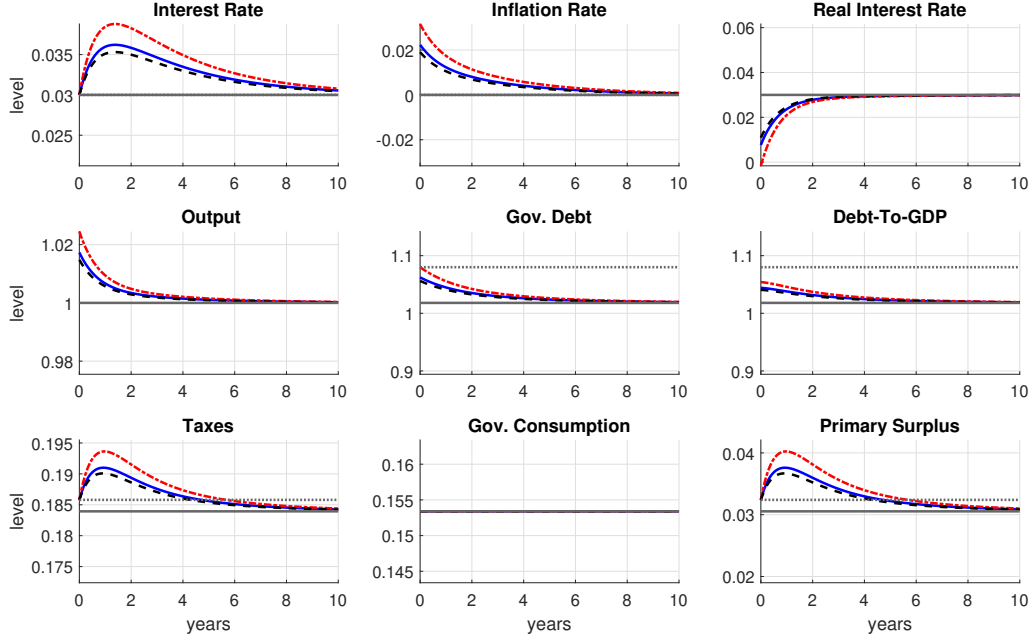 Interest Rate
Inflation Rate
Real Interest Rate
level
0.035
0.03
0.025
0 2 4 6 8 10
0.02
0
-0.02
0 2 4 6 8 10
0.06
0.04
0.02
0
0 2 4 6 8 10
Output
Gov. Debt
Debt-To-GDP
level
1.02
1
0.98
0 2 4 6 8 10
1.1
1
0.9
0 2 4 6 8 10
1.1
1
0.9
0 2 4 6 8 10
Taxes
Gov. Consumption
Primary Surplus
level
0.195
0.19
0.185
0.18
0.175
0 2 4 6 8 10
years
0.16
0.155
0.15
0.145
0 2 4 6 8 10
years
0.04
0.03
0.02
0 2 4 6 8 10
years